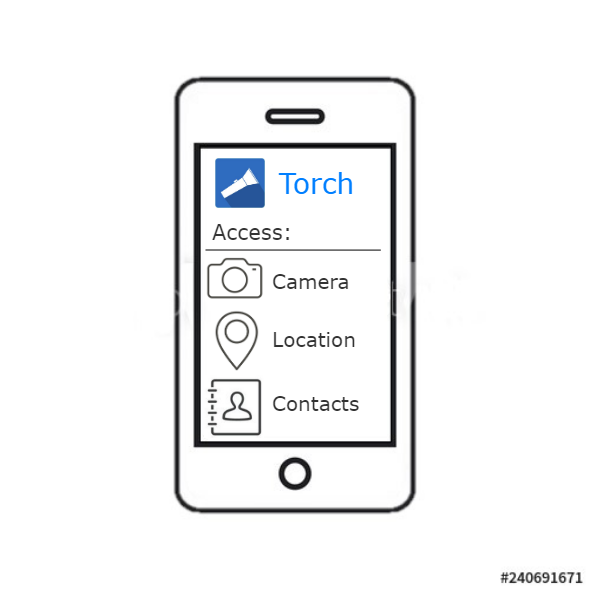 Torch
Access:
Camera
Location
Contacts
#240691671